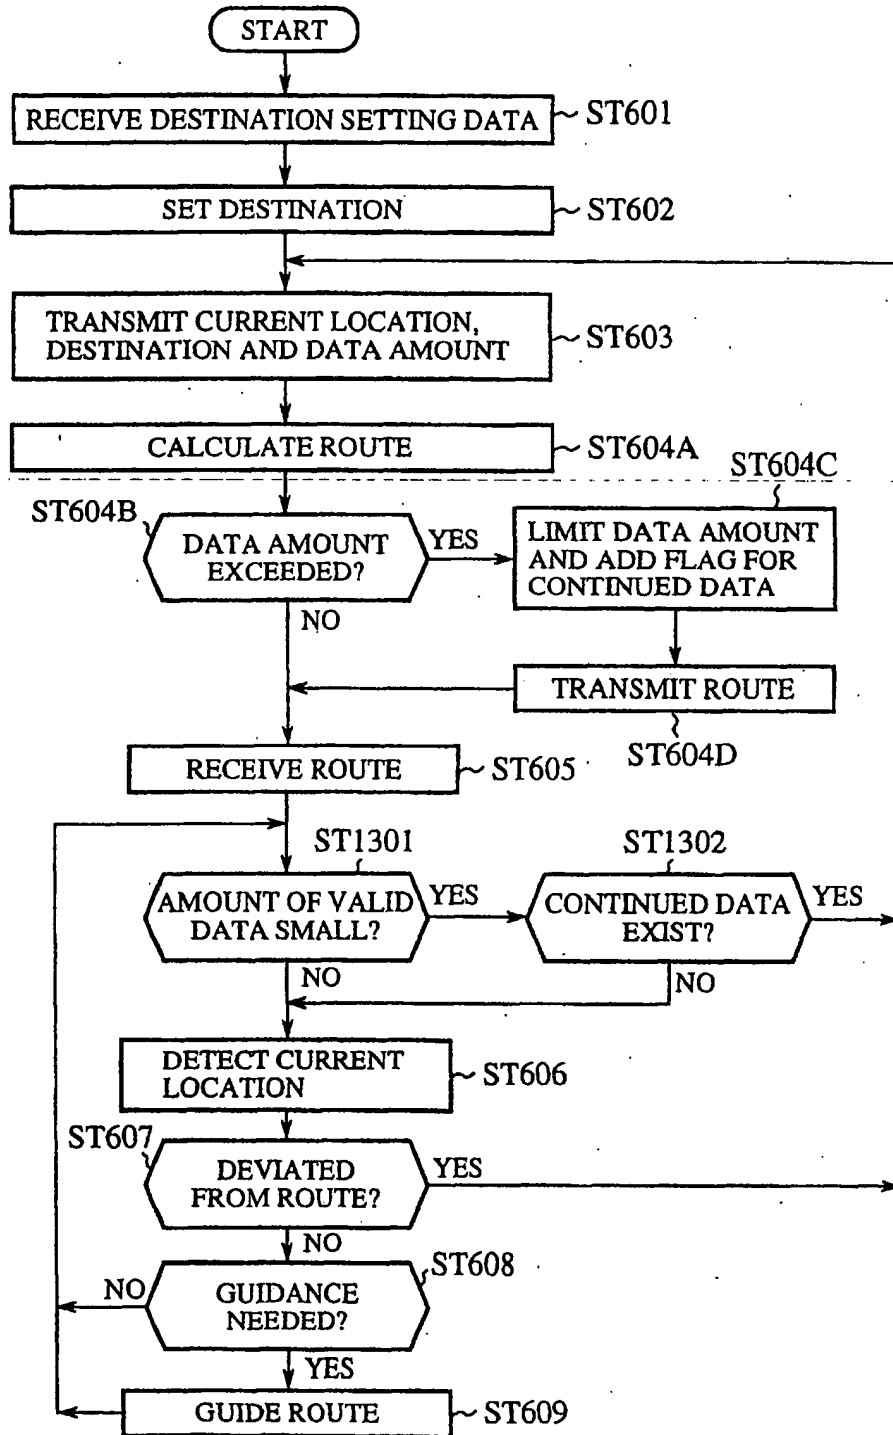 START
RECEIVE DESTINATION SETTING DATA
ST601
SET DESTINATION
ST602
TRANSMIT CURRENT LOCATION,
DESTINATION AND DATA AMOUNT
ST603
CALCULATE ROUTE
ST604A
ST604C
ST604B
DATA AMOUNT
EXCEEDED?
YES
LIMIT DATA AMOUNT
AND ADD FLAG FOR
CONTINUED DATA
NO
TRANSMIT ROUTE
ST604D
RECEIVE ROUTE
ST605
ST1301
ST1302
AMOUNT OF VALID
DATA SMALL?
YES
CONTINUED DATA
EXIST?
YES
NO
NO
DETECT CURRENT
LOCATION
ST606
ST607
DEVIATED
FROM ROUTE?
YES
NO
ST608
NO
GUIDANCE
NEEDED?
YES
GUIDE ROUTE
ST609